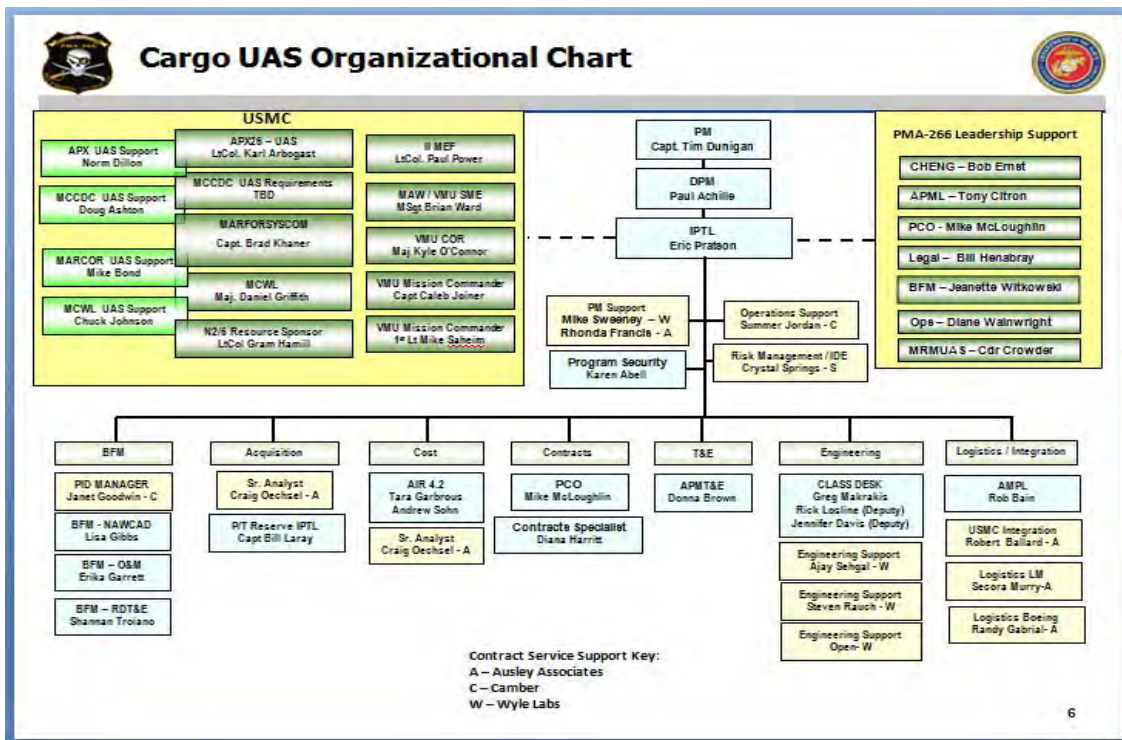 Cargo UAS Organizational Chart
USMC
APX UAS Support
Norm Dillon
MCCDC UAS Support
Doug Ashton
MARCOR UAS Support
Mike Bond
MCWL UAS Support
Chuck Johnson
APX26 – UAS
LtCol. Karl Arbogast
MCCDC UAS Requirements
TBD
MARFORSYSCOM
Capt. Brad Khaner
MCWL
Maj. Daniel Griffith
N2/6 Resource Sponsor
LtCol Gram Hamill
II MEF
LtCol. Paul Power
MAW / VMU SME
MSgt Brian Ward
VMU COR
Maj Kyle O'Connor
VMU Mission Commander
Capt Caleb Joiner
VMU Mission Commander
1st Lt Mike Saheim
PM
Capt. Tim Dunigan
DPM
Paul Achille
IPTL
Eric Pratson
PMA-266 Leadership Support
CHENG – Bob Ernst
APML – Tony Citron
PCO - Mike McLoughlin
Legal – Bill Henabray
BFM – Jeanette Witkowski
Ops – Diane Wainwright
MRMUAS – Cdr Crowder
PM Support
Mike Sweeney – W
Rhonda Francis - A
Operations Support
Summer Jordan - C
Program Security
Karen Abell
Risk Management / IDE
Crystal Springs - S
BFM
PID MANAGER
Janet Goodwin - C
BFM - NAWCAD
Lisa Gibbs
BFM – O&M
Erika Garrett
BFM – RDT&E
Shannan Troiano
Acquisition
Sr. Analyst
Craig Oechsel - A
P/T Reserve IPTL
Capt Bill Laray
Cost
AIR 4.2
Tara Garbrous
Andrew Sohn
Sr. Analyst
Craig Oechsel - A
Contracts
PCO
Mike McLoughlin
Contracts Specialist
Diana Harritt
T&E
APMT&E
Donna Brown
Engineering
CLASS DESK
Greg Makrakis
Rick Losline (Deputy)
Jennifer Davis (Deputy)
Engineering Support
Ajay Sehgal - W
Engineering Support
Steven Rauch - W
Engineering Support
Open- W
Logistics / Integration
AMPL
Rob Bain
USMC Integration
Robert Ballard - A
Logistics LM
Secora Murry-A
Logistics Boeing
Randy Gabrial- A
Contract Service Support Key:
A – Ausley Associates
C – Camber
W – Wyle Labs
6